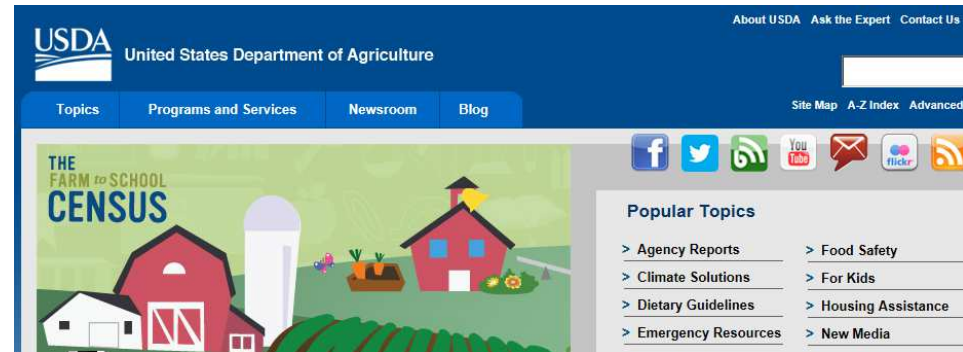 About USDA Ask the Expert Contact Us
USDA
United States Department of Agriculture
Topics Programs and Services Newsroom Blog
Site Map A-Z Index Advanced
THE
FARM to SCHOOL
CENSUS
f
You
Tube
flickr
Popular Topics
> Agency Reports
> Climate Solutions
> Dietary Guidelines
> Emergency Resources
> Food Safety
> For Kids
> Housing Assistance
> New Media